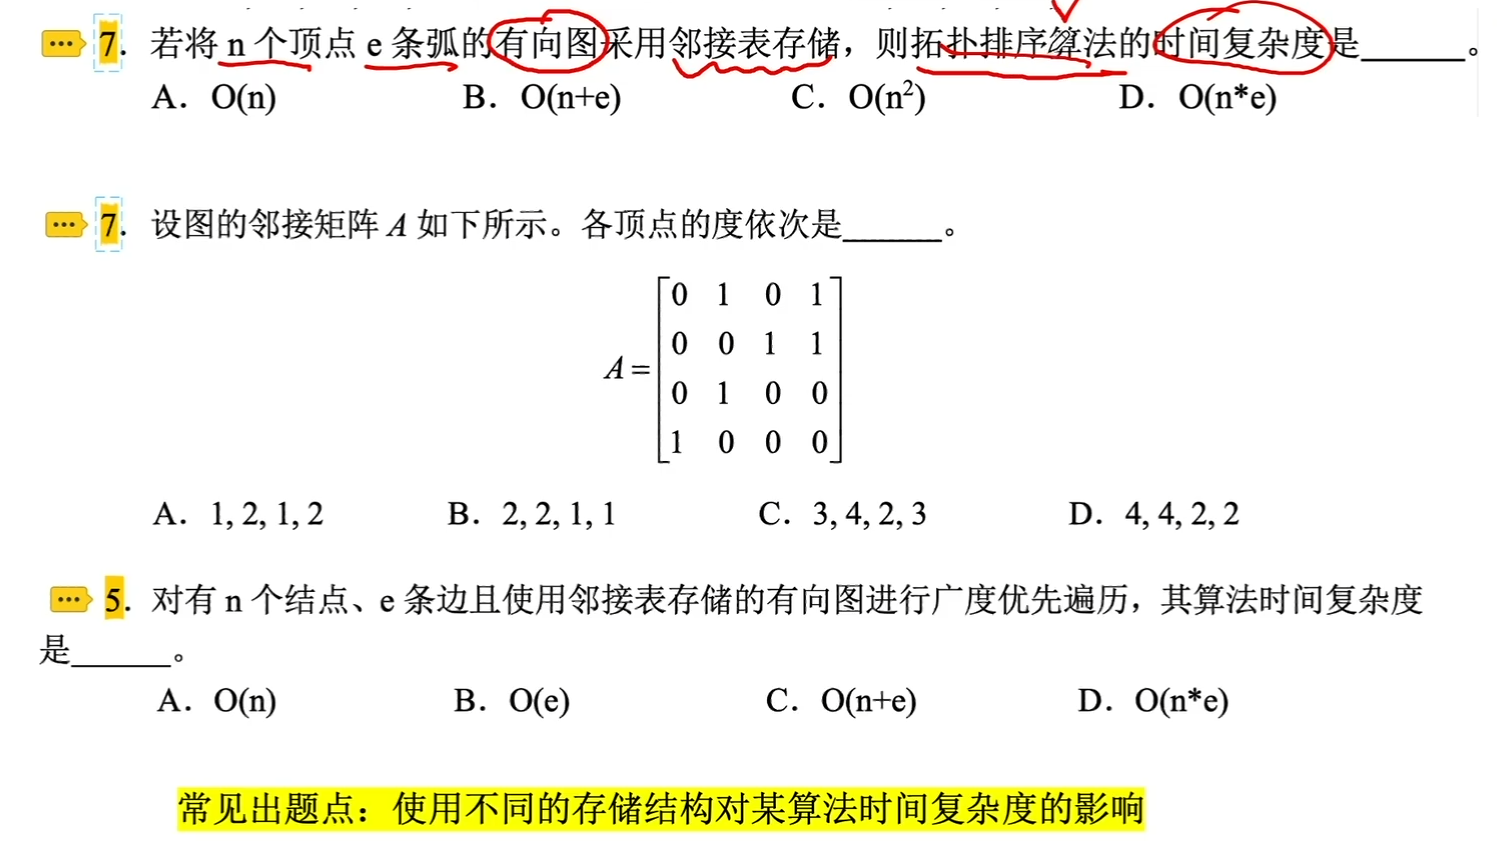 7. 若将 n 个顶点 e 条弧的有向图采用邻接表存储，则拓扑排序算法的时间复杂度是______。
A. O(n) B. O(n+e) C. O(n²) D. O(n*e)
7. 设图的邻接矩阵 A 如下所示。各顶点的度依次是______。
0 1 0 1
0 0 1 1
A=
0 1 0 0
1 0 0 0
A. 1, 2, 1, 2 B. 2, 2, 1, 1 C. 3, 4, 2, 3 D. 4, 4, 2, 2
5. 对有 n 个结点、e 条边且使用邻接表存储的有向图进行广度优先遍历，其算法时间复杂度
是______。
A. O(n) B. O(e) C. O(n+e) D. O(n*e)
常见出题点：使用不同的存储结构对某算法时间复杂度的影响